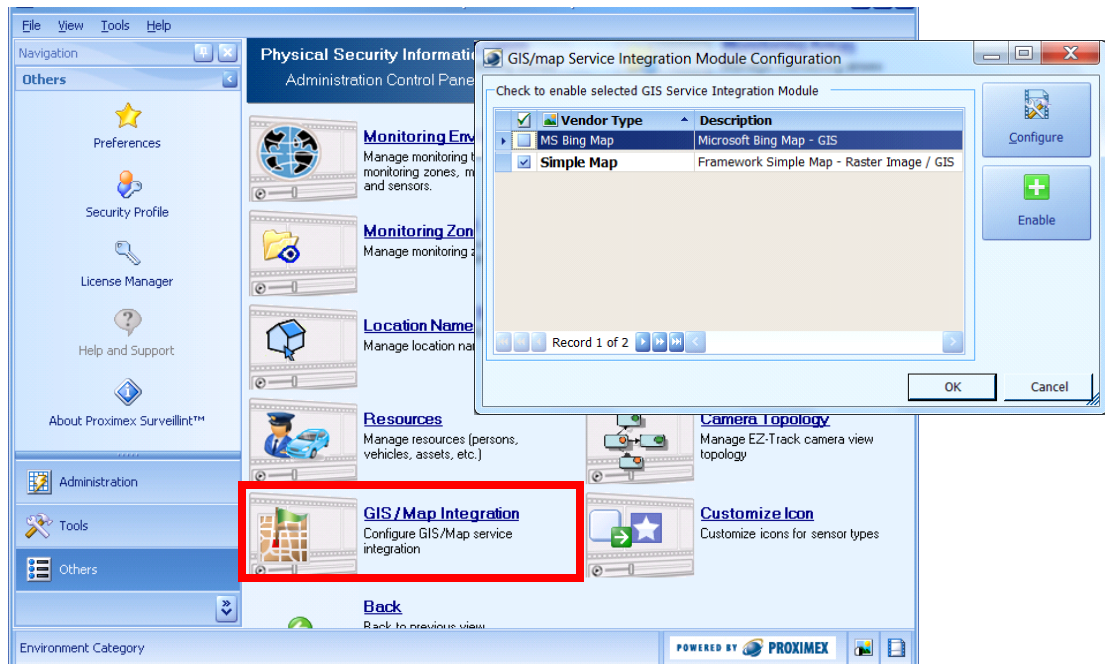 File View Tools Help
Navigation
Others
Preferences
Security Profile
License Manager
Help and Support
About Proximex Surveillint™
Administration
Tools
Others
Physical Security Informati
Administration Control Pane
Monitoring Env
Manage monitoring
monitoring zones, m
and sensors.
Monitoring Zon
Manage monitoring
Location Name
Manage location na
Resources
Manage resources (persons,
vehicles, assets, etc.)
Camera Topology
Manage EZ-Track camera view
topology
GIS/Map Integration
Configure GIS/Map service
integration
Customize Icon
Customize icons for sensor types
Back
Back to previous view
GIS/map Service Integration Module Configuration
Check to enable selected GIS Service Integration Module
Vendor Type Description
MS Bing Map Microsoft Bing Map - GIS
Simple Map Framework Simple Map - Raster Image / GIS
Record 1 of 2
Configure
Enable
OK Cancel
Environment Category
POWERED BY PROXIMEX